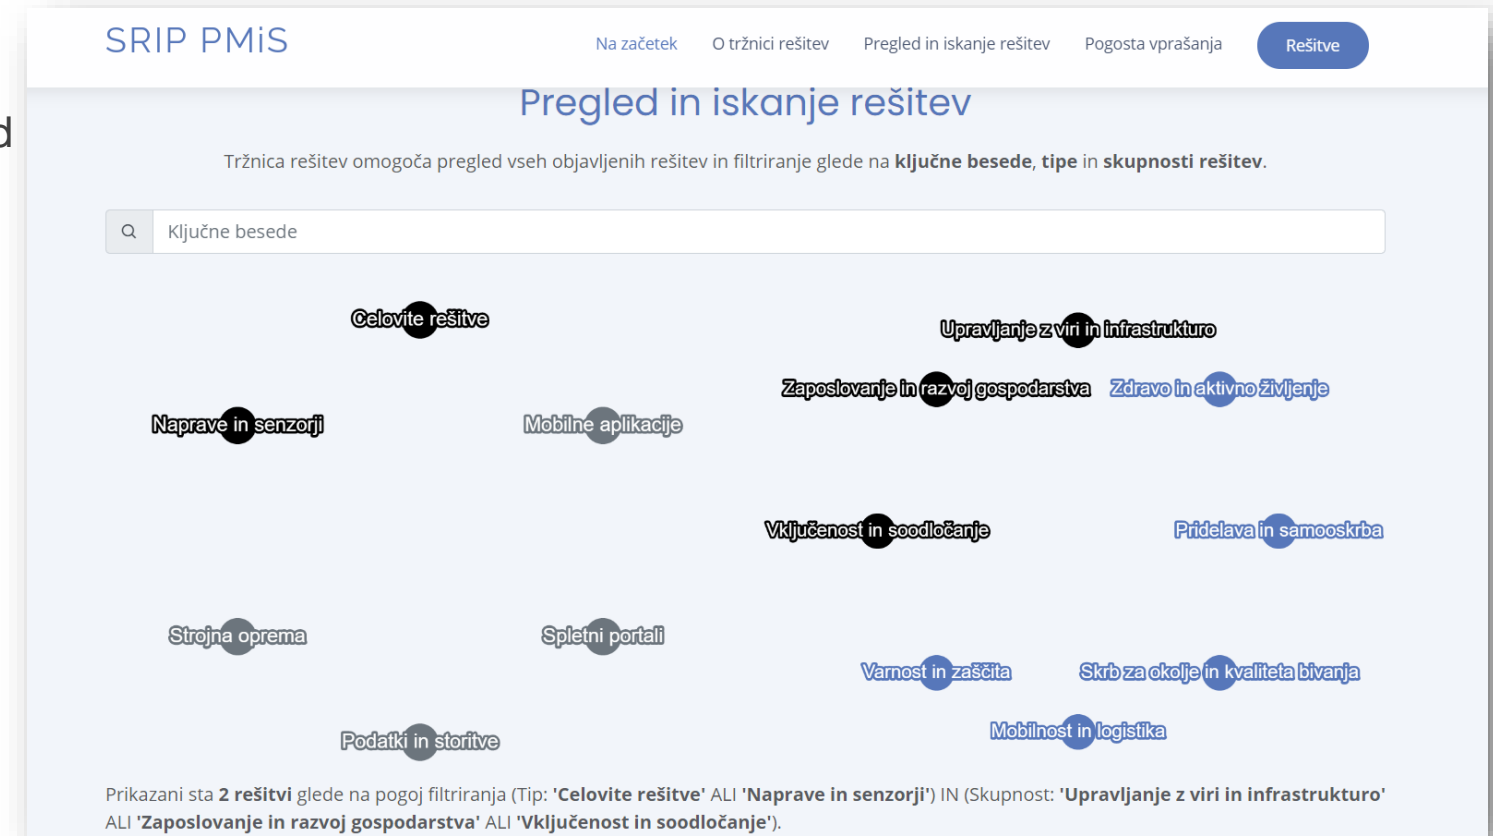 SRIP PMiS
Na začetek
O tržnici rešitev
Pregled in iskanje rešitev
Pogosta vprašanja
Rešitve
d
Pregled in iskanje rešitev
Tržnica rešitev omogoča pregled vseh objavljenih rešitev in filtriranje glede na ključne besede, tipe in skupnosti rešitev.
Ključne besede
Celovite rešitve
Naprave in senzorji
Mobilne aplikacije
Strojna oprema
Spletni portali
Podatki in storitve
Upravljanje z viri in infrastrukturo
Zaposlovanje in razvoj gospodarstva
Zdravo in aktivno življenje
Vključenost in soodločanje
Pridelava in samooskrba
Varnost in zaščita
Skrb za okolje in kvaliteta bivanja
Mobilnost in logistika
Prikazani sta 2 rešitvi glede na pogoj filtriranja (Tip: 'Celovite rešitve' ALI 'Naprave in senzorji') IN (Skupnost: 'Upravljanje z viri in infrastrukturo'
ALI 'Zaposlovanje in razvoj gospodarstva' ALI 'Vključenost in soodločanje').